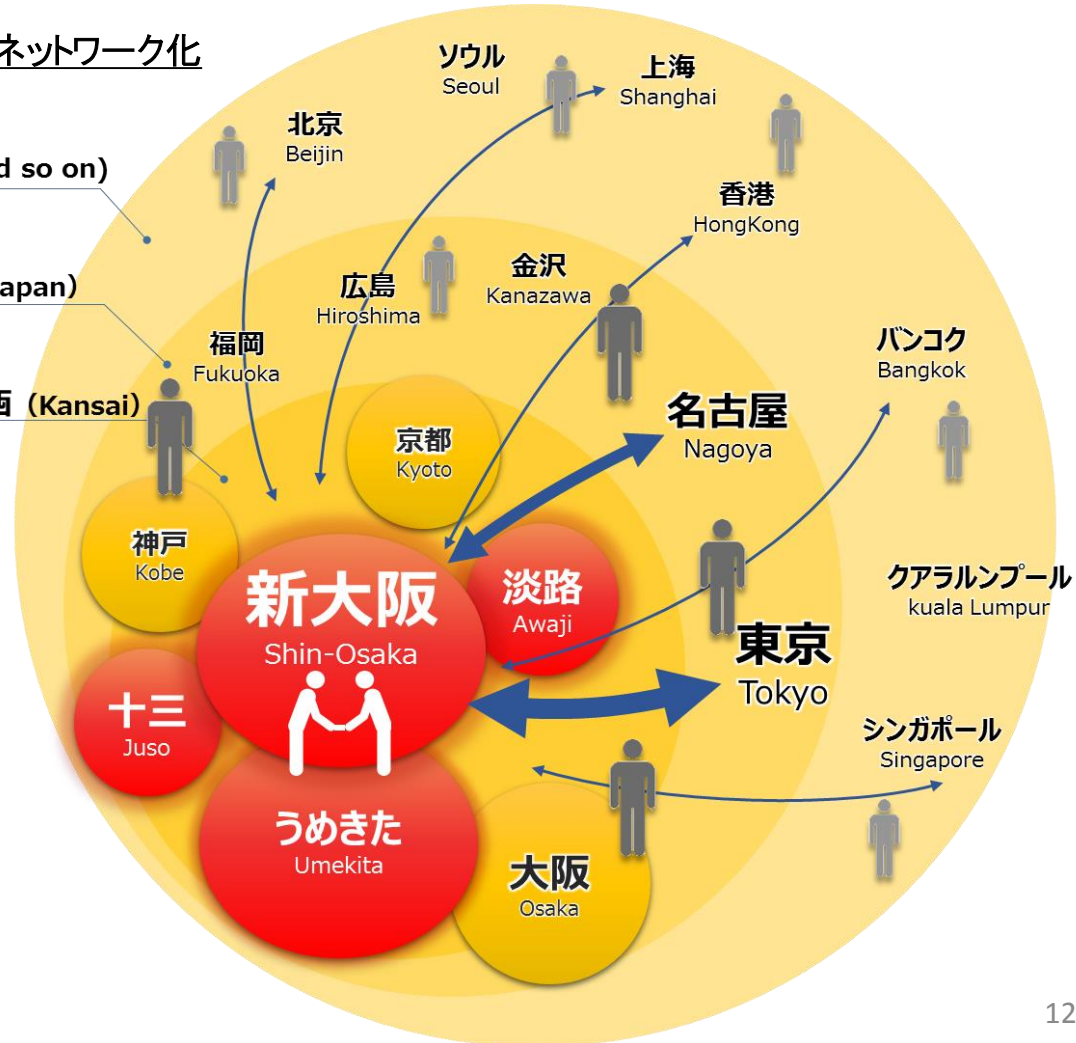 ネットワーク化
ソウル
Seoul
上海
Shanghai
北京
Beijin
d so on)
香港
HongKong
金沢
Kanazawa
apan）
広島
Hiroshima
福岡
Fukuoka
バンコク
Bangkok
（Kansai）
名古屋
Nagoya
京都
Kyoto
神戸
Kobe
新大阪
Shin-Osaka
淡路
Awaji
クアラルンプール
kuala Lumpur
東京
Tokyo
十三
Juso
シンガポール
Singapore
うめきた
Umekita
大阪
Osaka
12